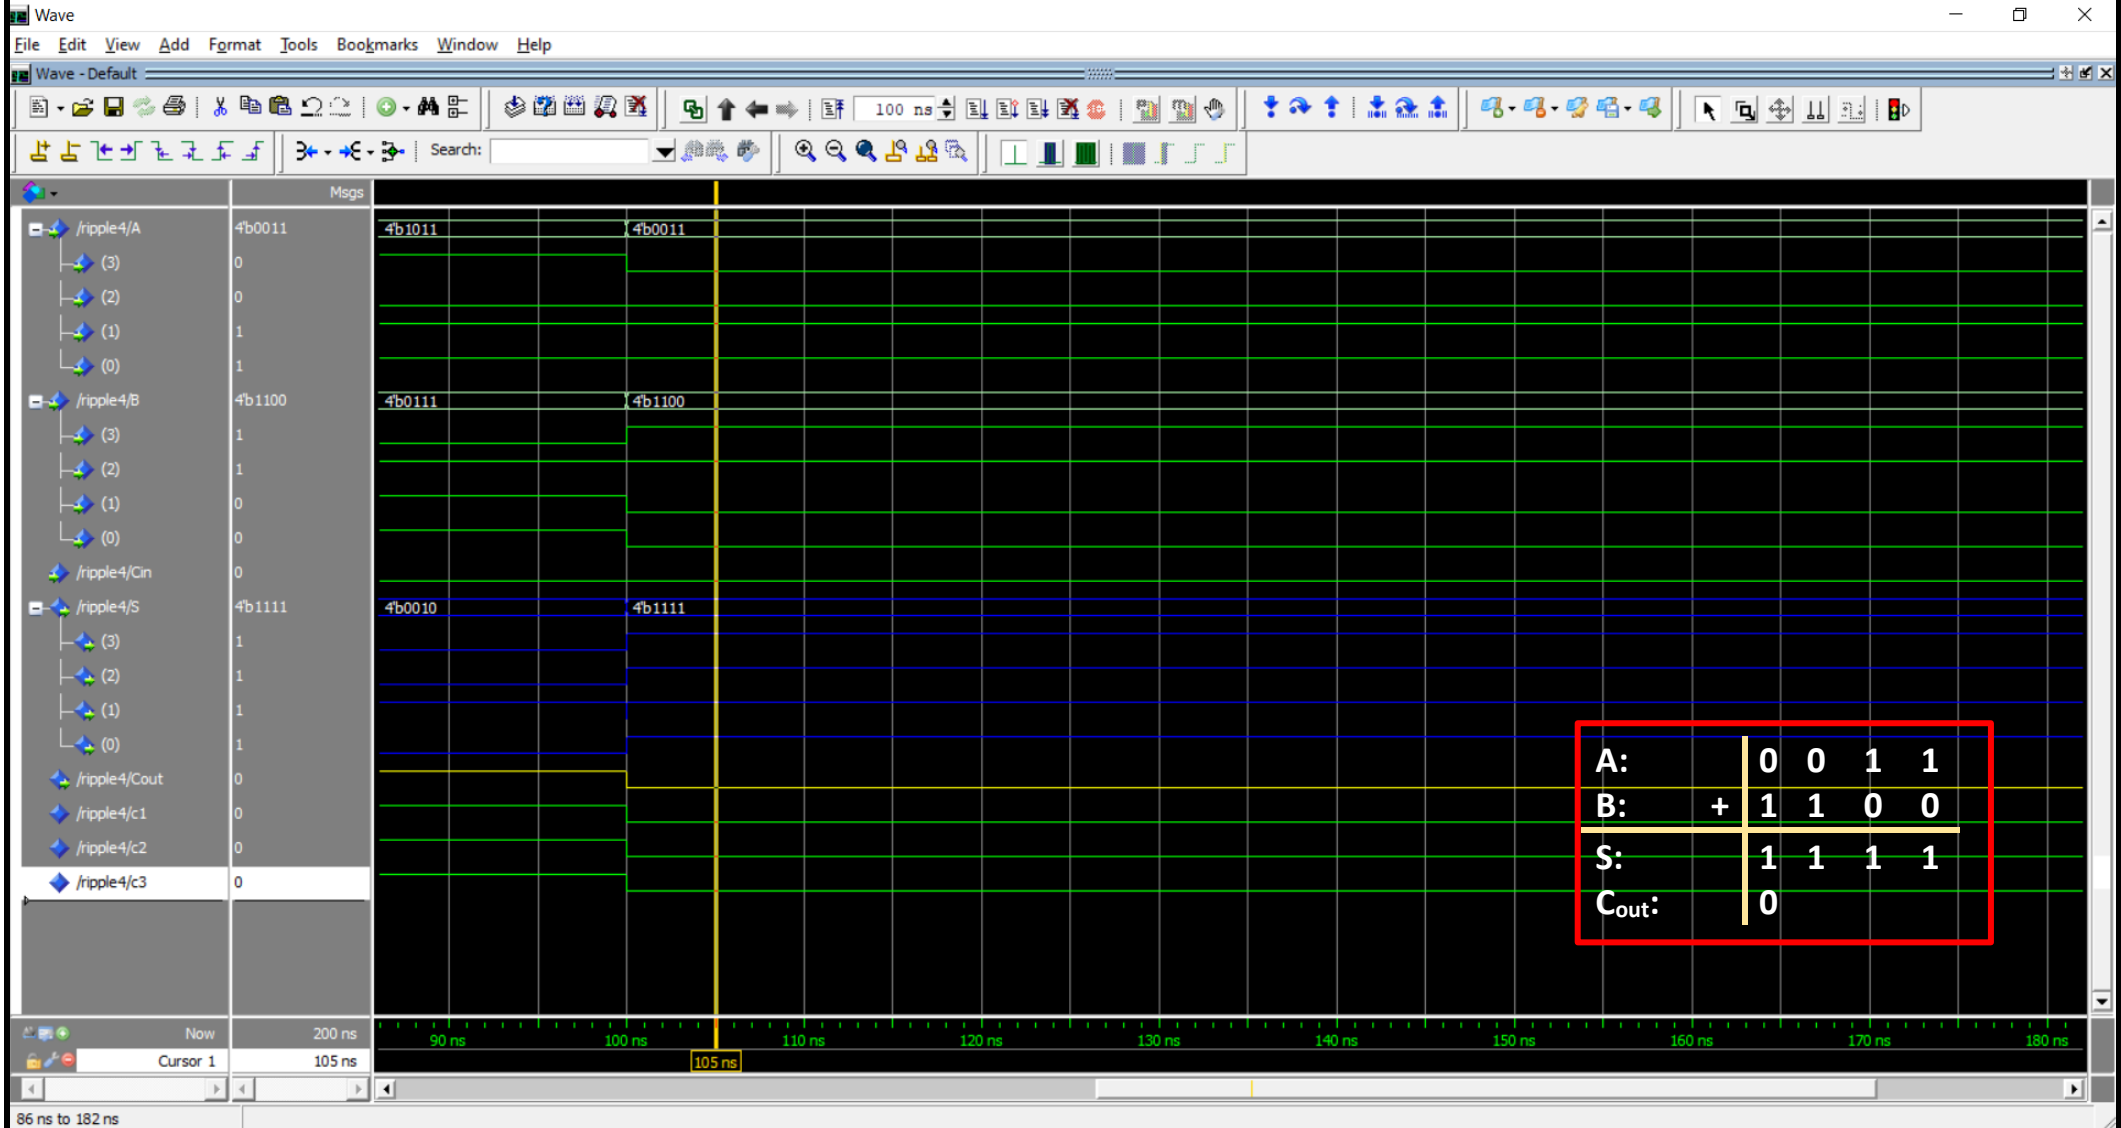 Wave
File Edit View Add Format Tools Bookmarks Window Help
Wave - Default
100 ns
Search:
Msgs
/ripple4/A 4'b0011 4'b1011 4'b0011
(3) 0
(2) 0
(1) 1
(0) 1
/ripple4/B 4'b1100 4'b0111 4'b1100
(3) 1
(2) 1
(1) 0
(0) 0
/ripple4/Cin 0
/ripple4/S 4'b1111 4'b0010 4'b1111
(3) 1
(2) 1
(1) 1
(0) 1
/ripple4/Cout 0
/ripple4/c1 0
/ripple4/c2 0
/ripple4/c3 0
A: 0 0 1 1
B: + 1 1 0 0
S: 1 1 1 1
Cout: 0
Now 200 ns
90 ns 100 ns 110 ns 120 ns 130 ns 140 ns 150 ns 160 ns 170 ns 180 ns
Cursor 1 105 ns 105 ns
86 ns to 182 ns